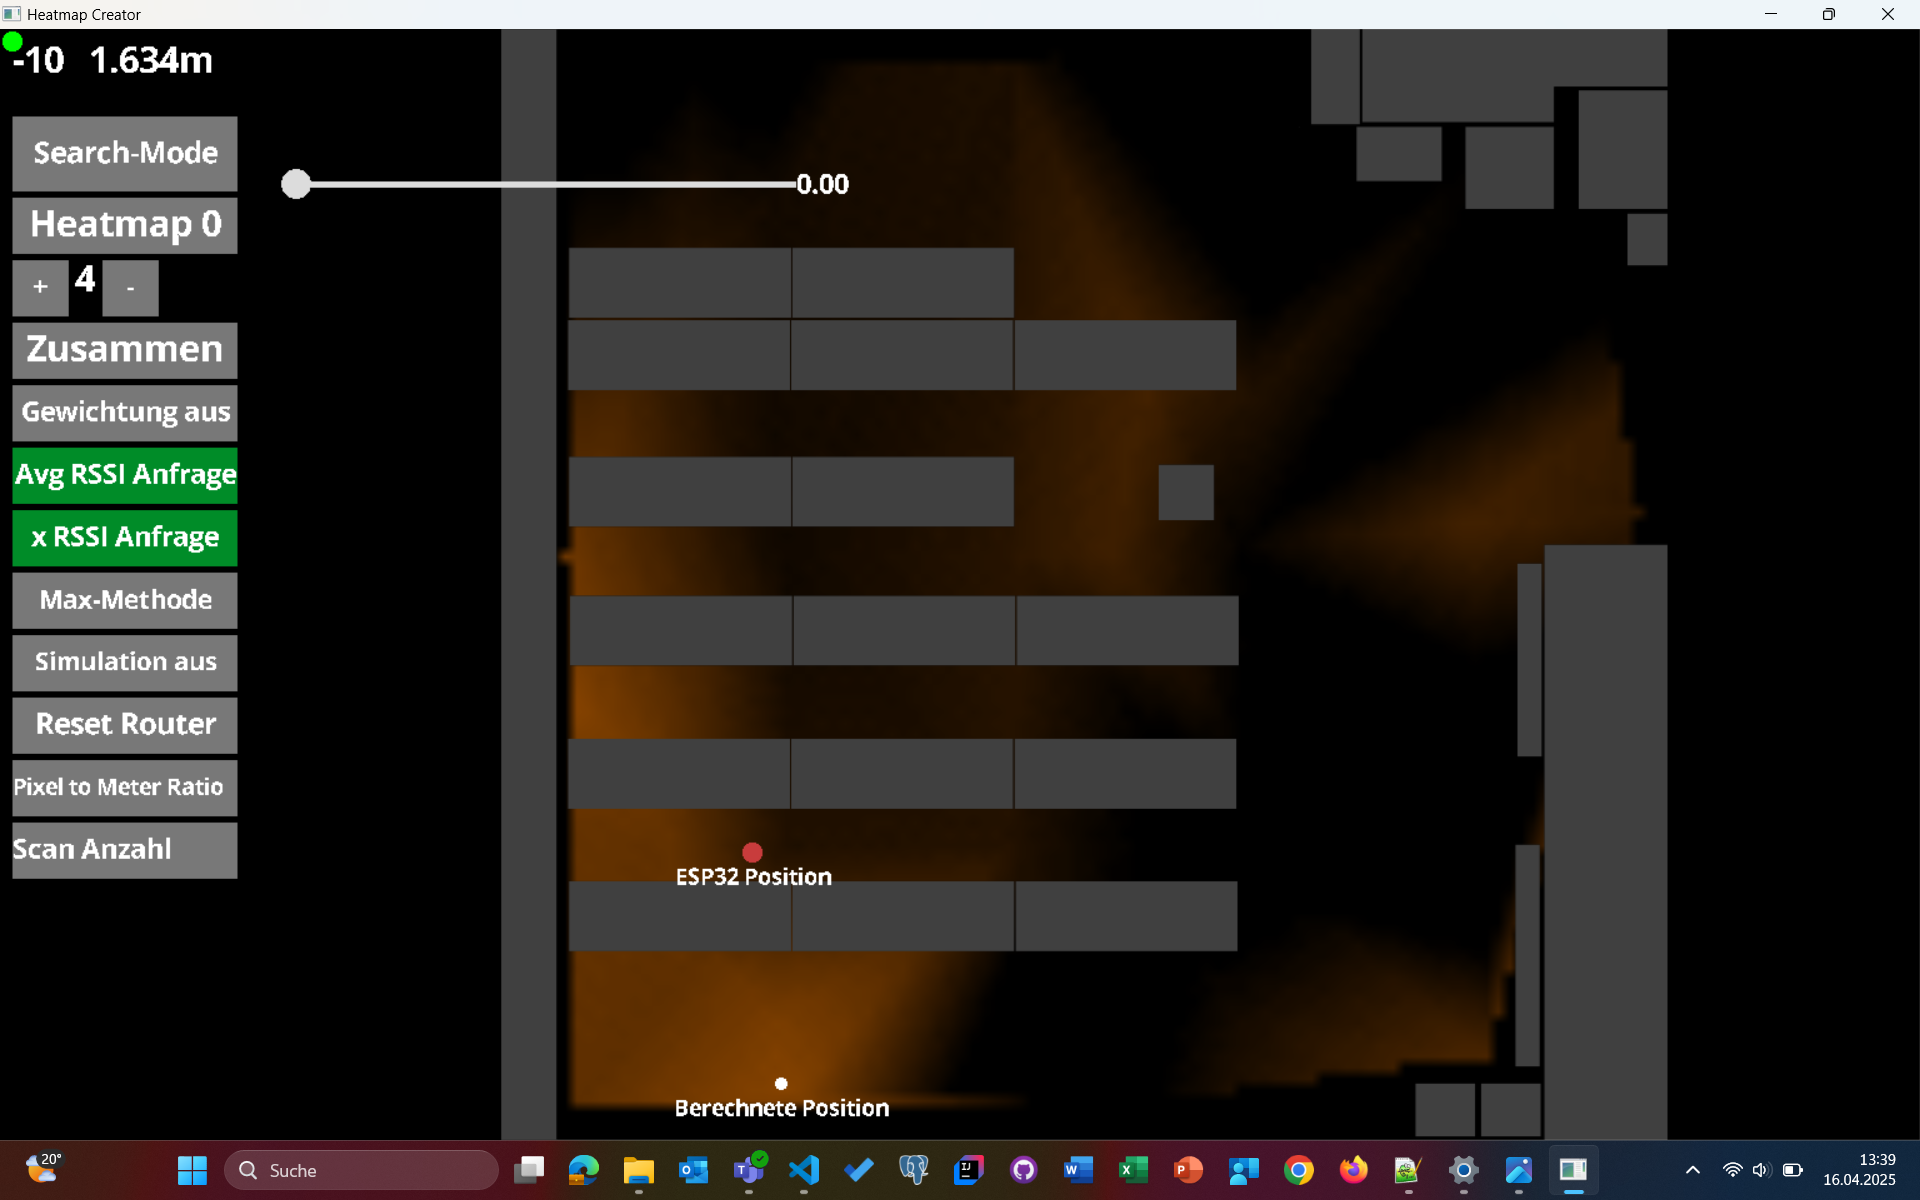 Heatmap Creator
-10 1.634m
Search-Mode
0.00
Heatmap 0
+ 4 -
Zusammen
Gewichtung aus
Avg RSSI Anfrage
x RSSI Anfrage
Max-Methode
Simulation aus
Reset Router
Pixel to Meter Ratio
Scan Anzahl
ESP32 Position
Berechnete Position
20°
Suche
13:39
16.04.2025